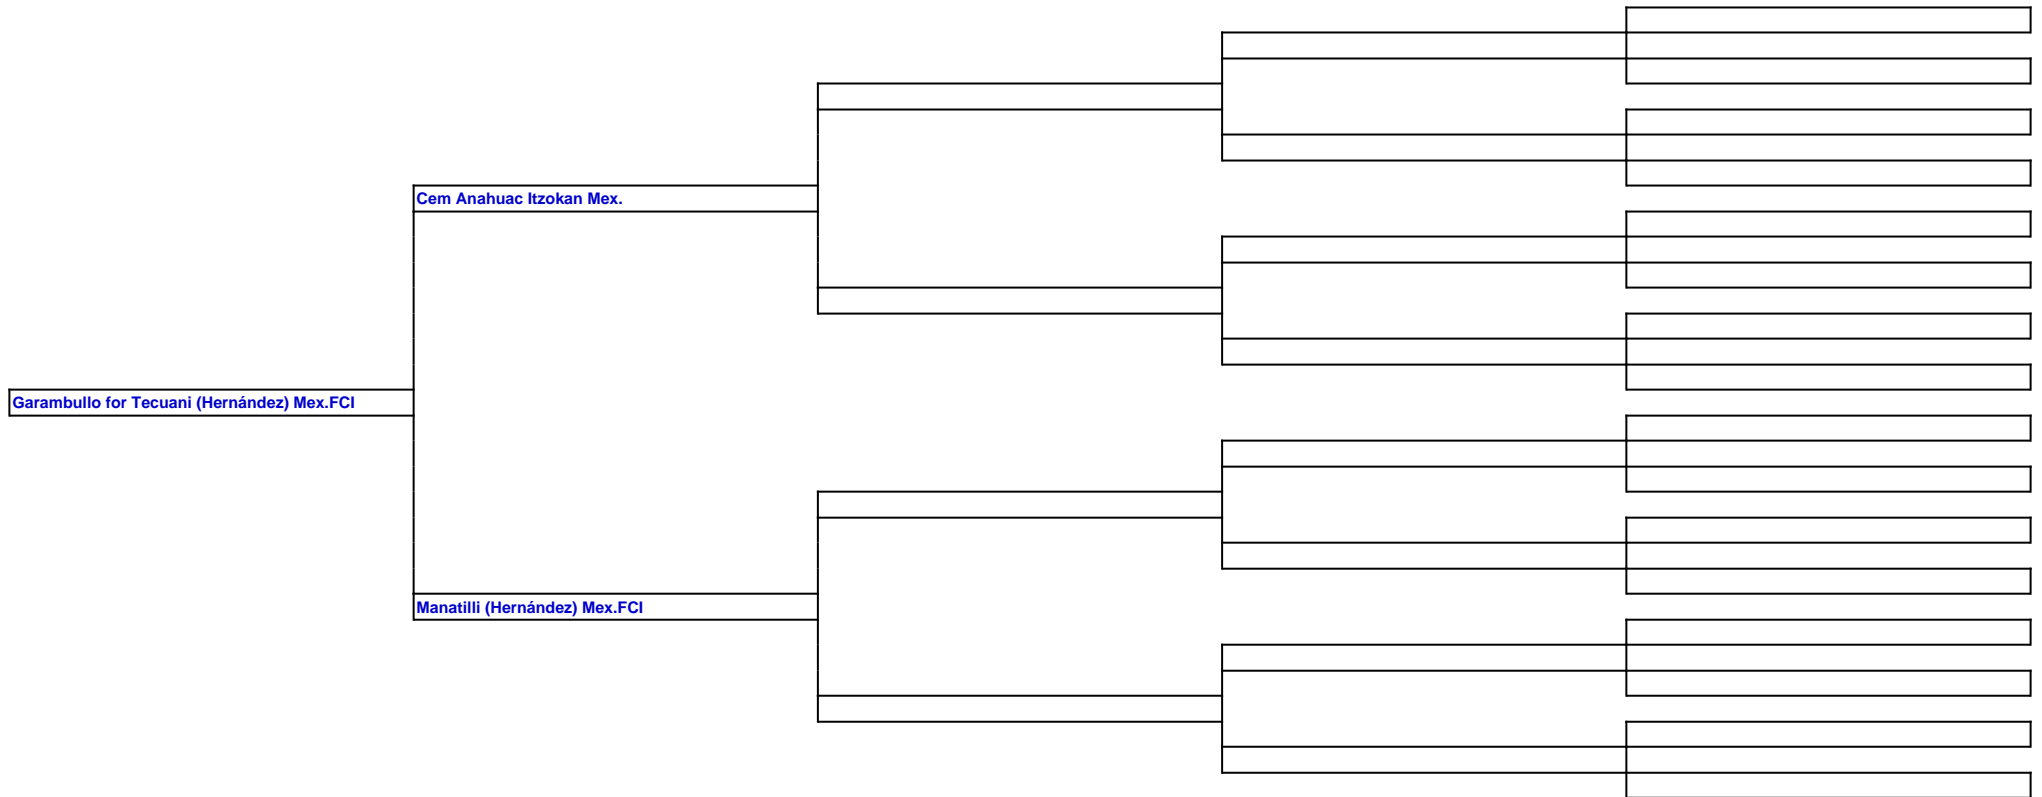 Cem Anahuac Itzokan Mex.
Garambullo for Tecuani (Hernández) Mex.FCI
Manatilli (Hernández) Mex.FCI